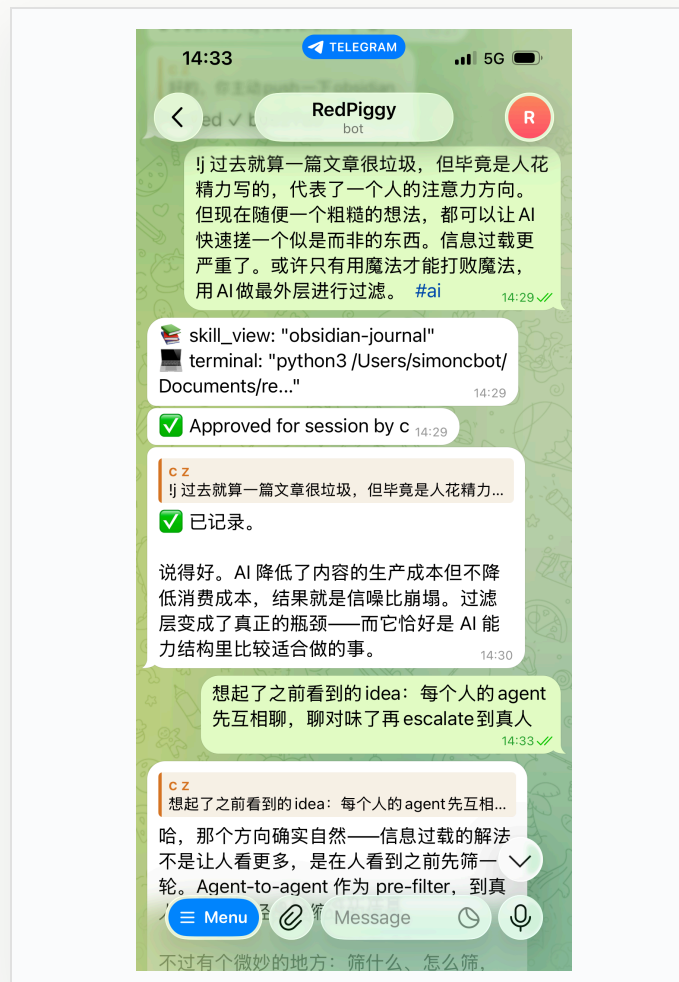 14:33
TELEGRAM
5G
RedPiggy
bot
R
!j 过去就算一篇文章很垃圾，但毕竟是人花
精力写的，代表了一个人的注意力方向。
但现在随便一个粗糙的想法，都可以让 AI
快速搓一个似是而非的东西。信息过载更
严重了。或许只有用魔法才能打败魔法，
用 AI 做最外层进行过滤。 #ai
14:29
skill_view: "obsidian-journal"
terminal: "python3 /Users/simoncbot/
Documents/re..."
14:29
Approved for session by c 14:29
C Z
!j 过去就算一篇文章很垃圾，但毕竟是人花精力...
已记录。
说得好。AI 降低了内容的生产成本但不降
低消费成本，结果就是信噪比崩塌。过滤
层变成了真正的瓶颈——而它恰好是 AI 能
力结构里比较适合做的事。
14:30
想起了之前看到的idea：每个人的agent
先互相聊，聊对味了再escalate到真人
14:33
C Z
想起了之前看到的idea：每个人的agent先互相...
哈，那个方向确实自然——信息过载的解法
不是让人看更多，是在人看到之前先筛一
轮。Agent-to-agent 作为 pre-filter，到真
Menu
Message
不过有个微妙的地方：筛什么、怎么筛，